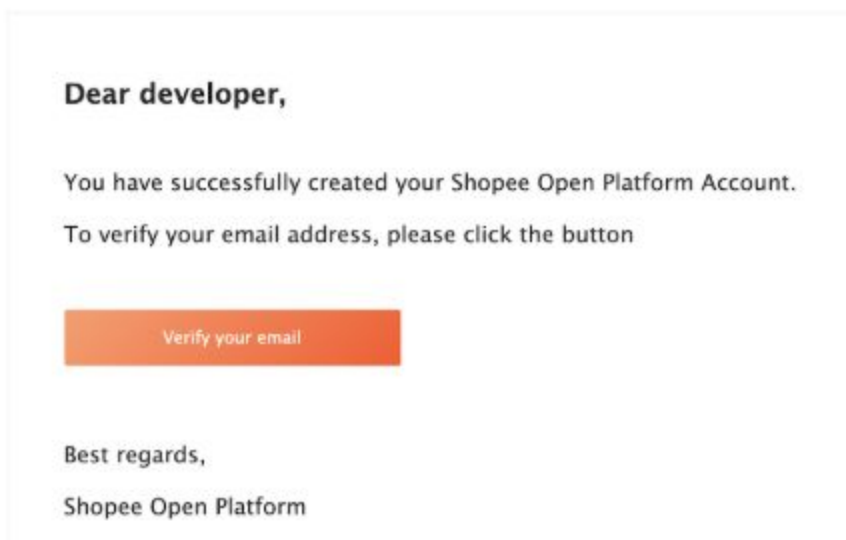 Dear developer,
You have successfully created your Shopee Open Platform Account.
To verify your email address, please click the button
Verify your email
Best regards,
Shopee Open Platform